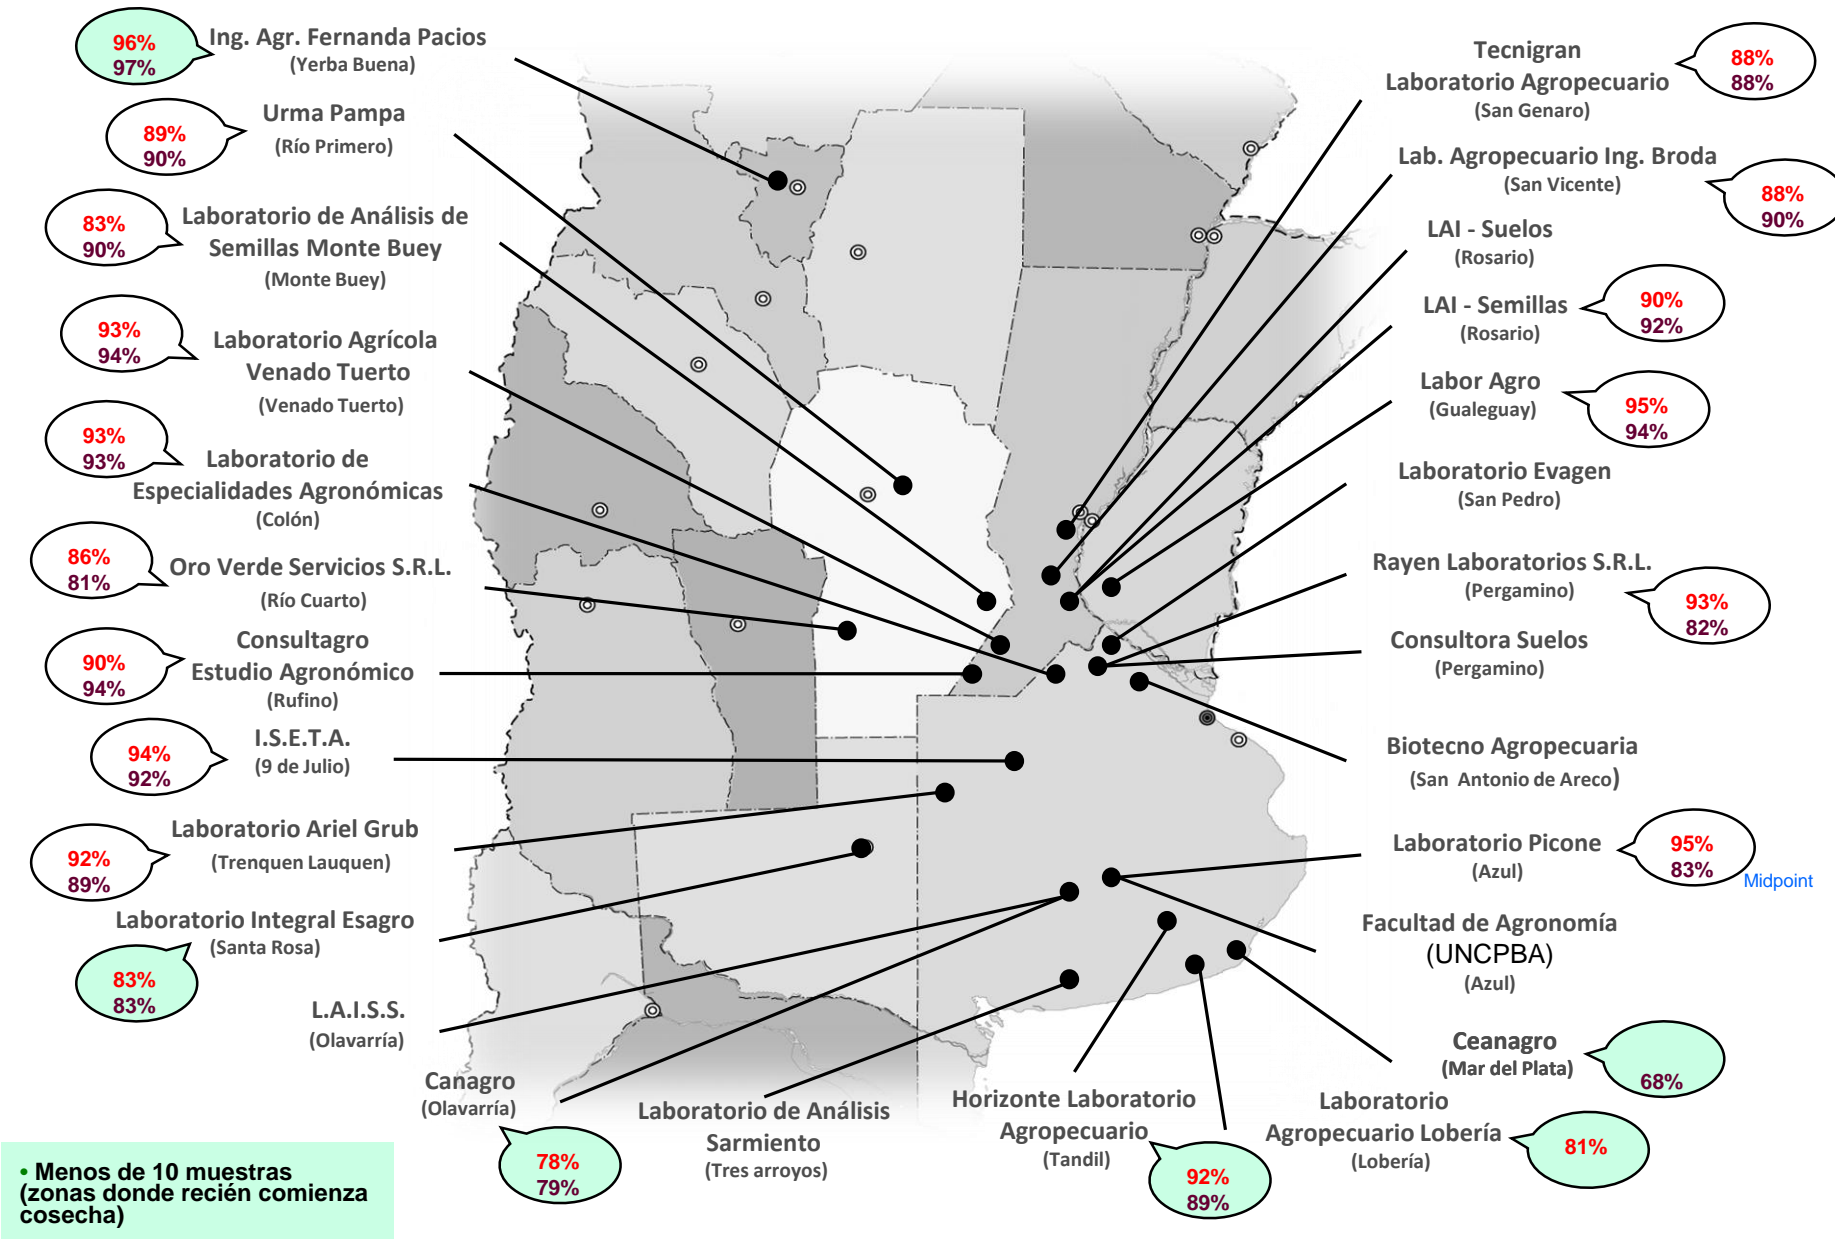 96%
97%
Ing. Agr. Fernanda Pacios
(Yerba Buena)
89%
90%
Urma Pampa
(Río Primero)
83%
90%
Laboratorio de Análisis de
Semillas Monte Buey
(Monte Buey)
93%
94%
Laboratorio Agrícola
Venado Tuerto
(Venado Tuerto)
93%
93%
Laboratorio de
Especialidades Agronómicas
(Colón)
86%
81%
Oro Verde Servicios S.R.L.
(Río Cuarto)
90%
94%
Consultagro
Estudio Agronómico
(Rufino)
94%
92%
I.S.E.T.A.
(9 de Julio)
92%
89%
Laboratorio Ariel Grub
(Trenquen Lauquen)
Laboratorio Integral Esagro
(Santa Rosa)
83%
83%
L.A.I.S.S.
(Olavarría)
Canagro
(Olavarría)
78%
79%
Laboratorio de Análisis
Sarmiento
(Tres arroyos)
Horizonte Laboratorio
Agropecuario
(Tandil)
92%
89%
Laboratorio
Agropecuario Lobería
(Lobería)
81%
Ceanagro
(Mar del Plata)
68%
Facultad de Agronomía
(UNCPBA)
(Azul)
Laboratorio Picone
(Azul)
95%
83%
Midpoint
Biotecno Agropecuaria
(San Antonio de Areco)
Consultora Suelos
(Pergamino)
Rayen Laboratorios S.R.L.
(Pergamino)
93%
82%
Laboratorio Evagen
(San Pedro)
Labor Agro
(Gualeguay)
95%
94%
LAI - Semillas
(Rosario)
90%
92%
LAI - Suelos
(Rosario)
Lab. Agropecuario Ing. Broda
(San Vicente)
88%
90%
Tecnigran
Laboratorio Agropecuario
(San Genaro)
88%
88%
• Menos de 10 muestras
(zonas donde recién comienza
cosecha)